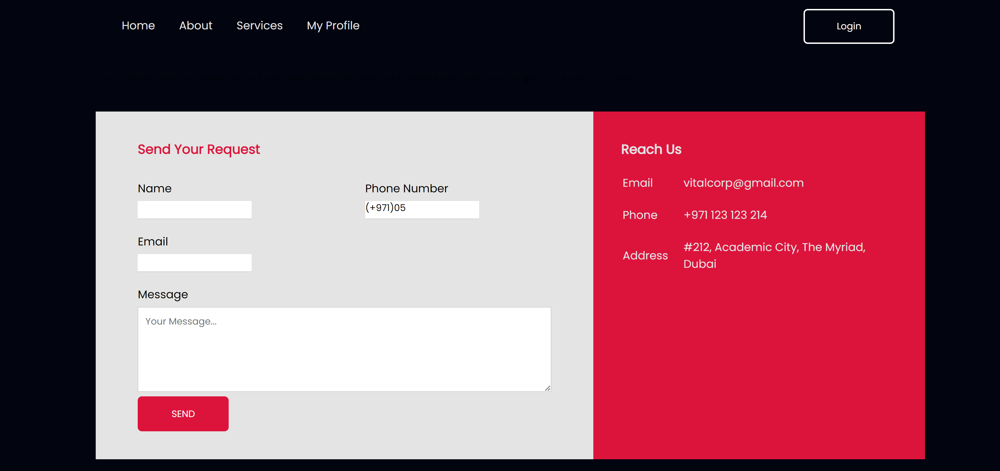 Home About Services My Profile Login
Send Your Request
Name Phone Number
(+971)05
Email
Message
Your Message...
SEND
Reach Us
Email vitalcorp@gmail.com
Phone +971 123 123 214
Address #212, Academic City, The Myriad,
Dubai